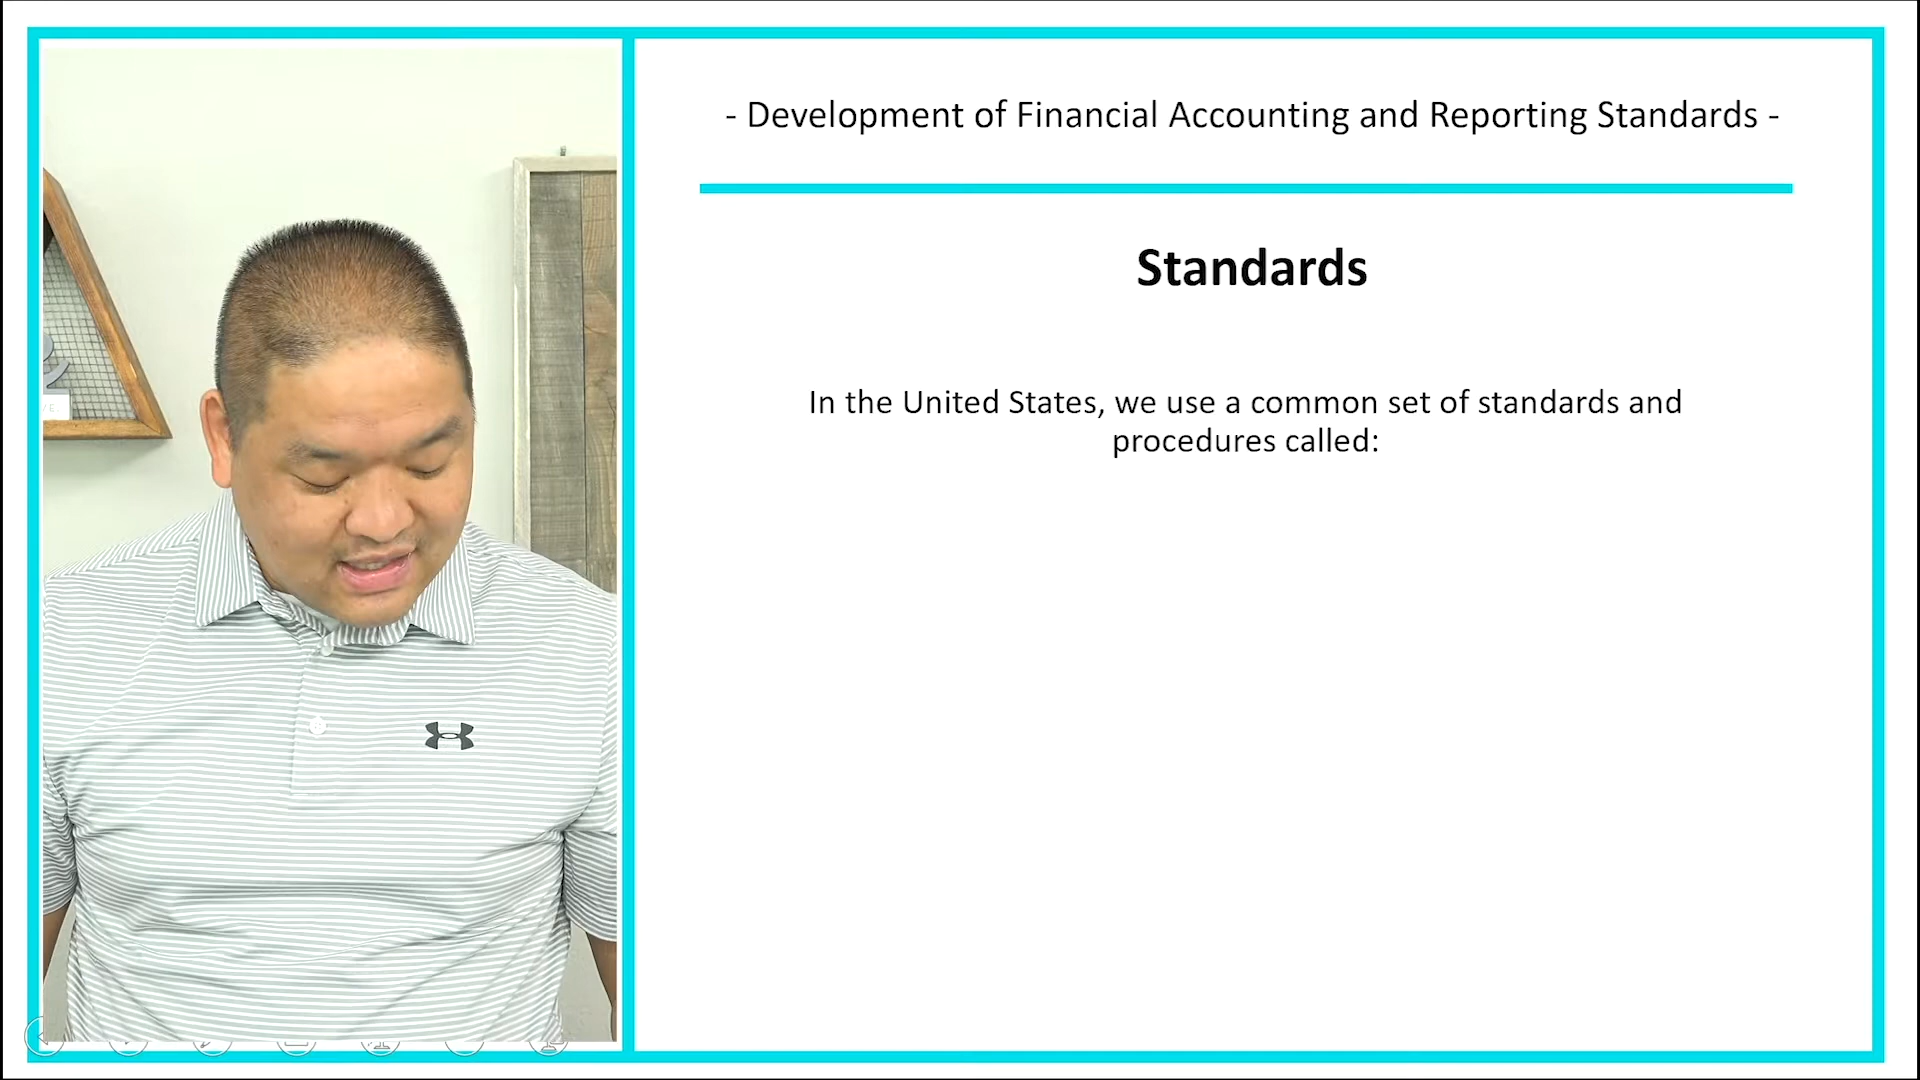 - Development of Financial Accounting and Reporting Standards -
Standards
In the United States, we use a common set of standards and
procedures called: